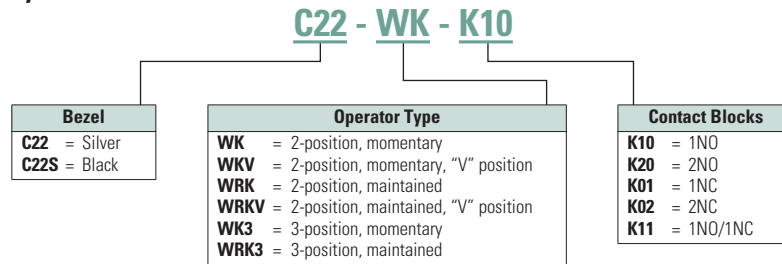 C22 - WK - K10
Bezel
C22 = Silver
C22S = Black
Operator Type
WK = 2-position, momentary
WKV = 2-position, momentary, “V” position
WRK = 2-position, maintained
WRKV = 2-position, maintained, “V” position
WK3 = 3-position, momentary
WRK3 = 3-position, maintained
Contact Blocks
K10 = 1NO
K20 = 2NO
K01 = 1NC
K02 = 2NC
K11 = 1NO/1NC